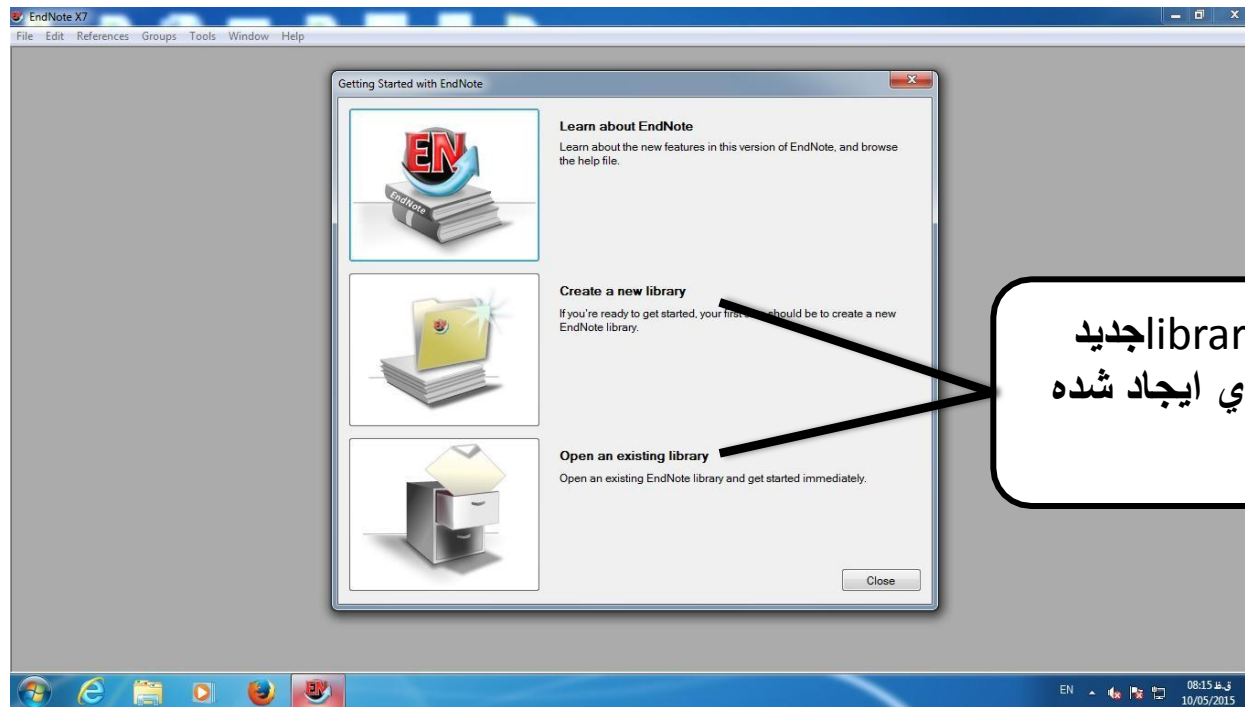 EndNote X7
File Edit References Groups Tools Window Help
Getting Started with EndNote
EN
EndNote
Learn about EndNote
Learn about the new features in this version of EndNote, and browse
the help file.
Create a new library
If you're ready to get started, your first should be to create a new
EndNote library.
Open an existing library
Open an existing EndNote library and get started immediately.
Close
جديد
ايجاد شده
EN
08:15 ق.ظ
10/05/2015